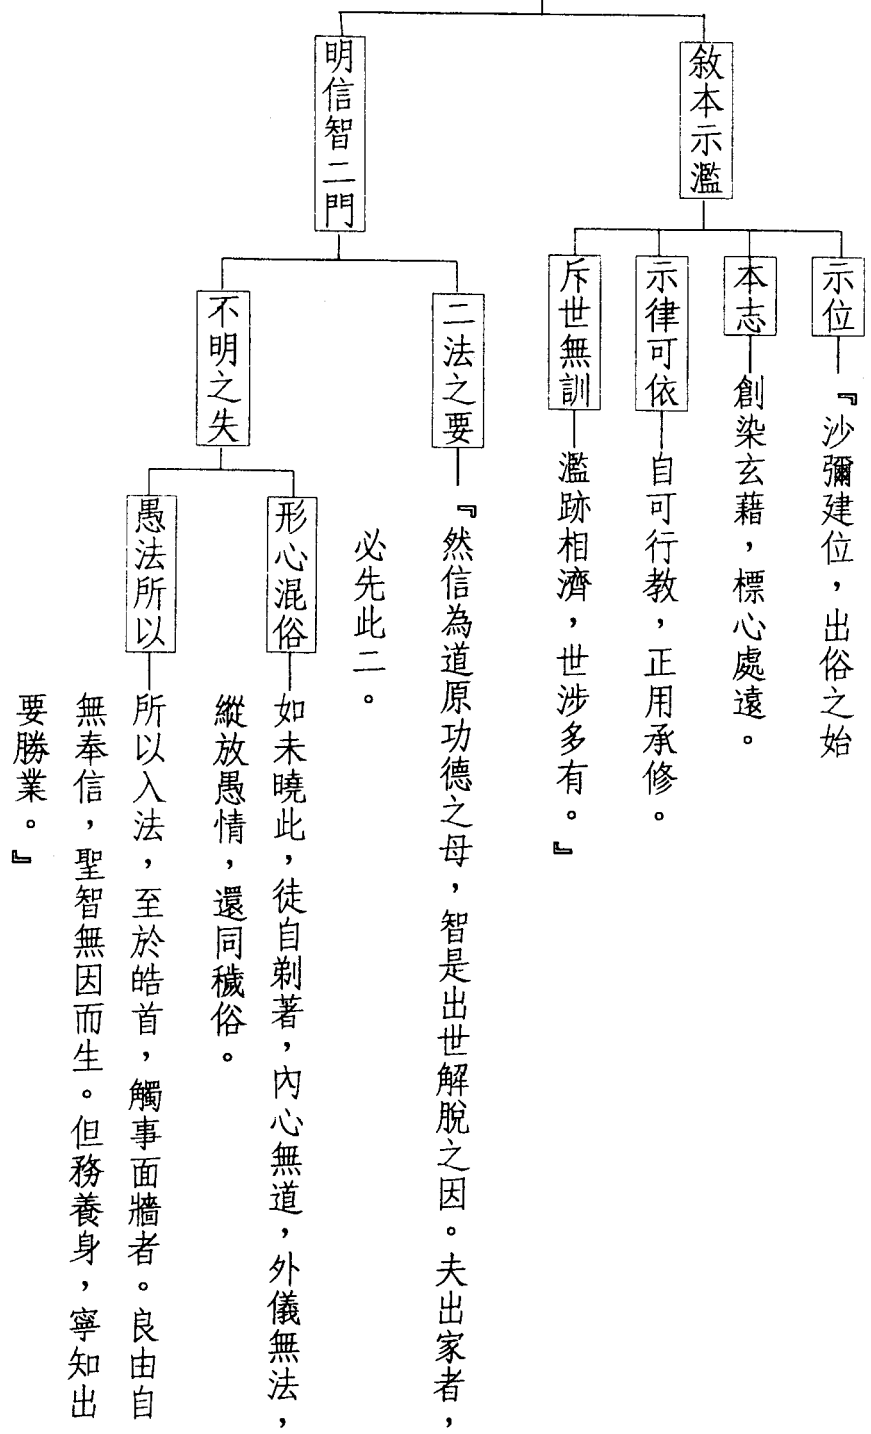 敘本示濫
示位
『沙彌建位，出俗之始
本志
創染玄藉，標心處遠。
示律可依
自可行教，正用承修。
斥世無訓
濫跡相濟，世涉多有。』
明信智二門
二法之要
『然信為道原功德之母，智是出世解脫之因。夫出家者，
必先此二。
不明之失
形心混俗
如未曉此，徒自剃著，內心無道，外儀無法，
縱放愚情，還同穢俗。
愚法所以
所以入法，至於皓首，觸事面牆者。良由自
無奉信，聖智無因而生。但務養身，寧知出
要勝業。』